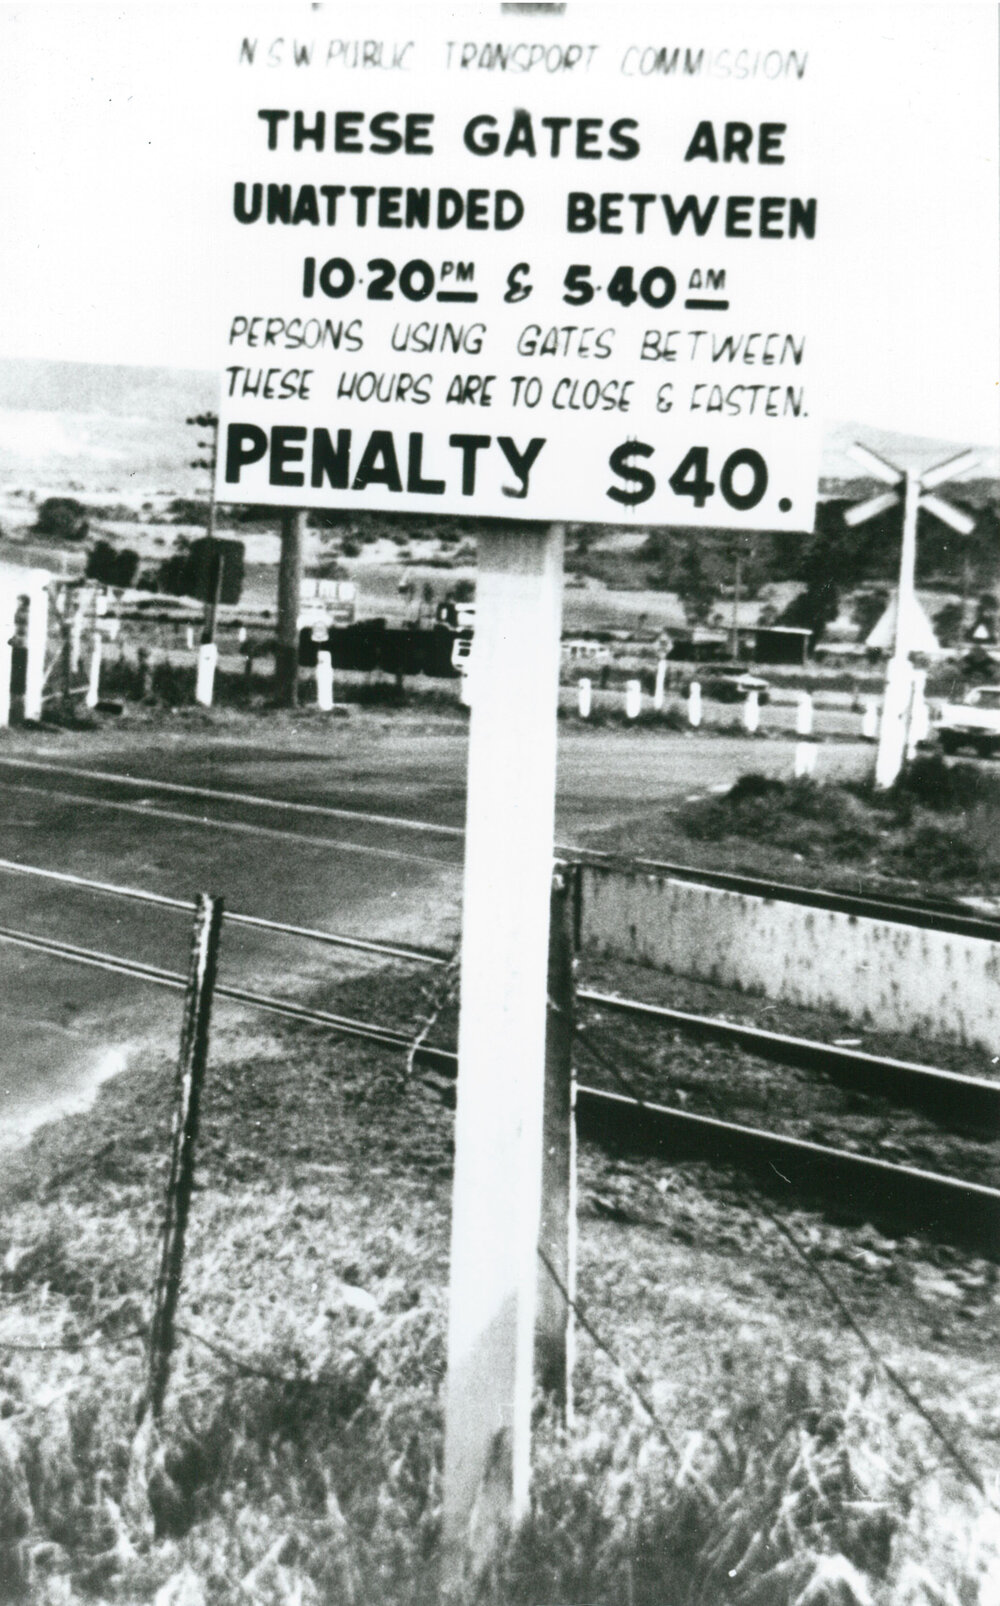 NSW PUBLIC TRANSPORT COMMISSION
THESE GATES ARE
UNATTENDED BETWEEN
10·20PM & 5·40AM
PERSONS USING GATES BETWEEN
THESE HOURS ARE TO CLOSE & FASTEN.
PENALTY $40.